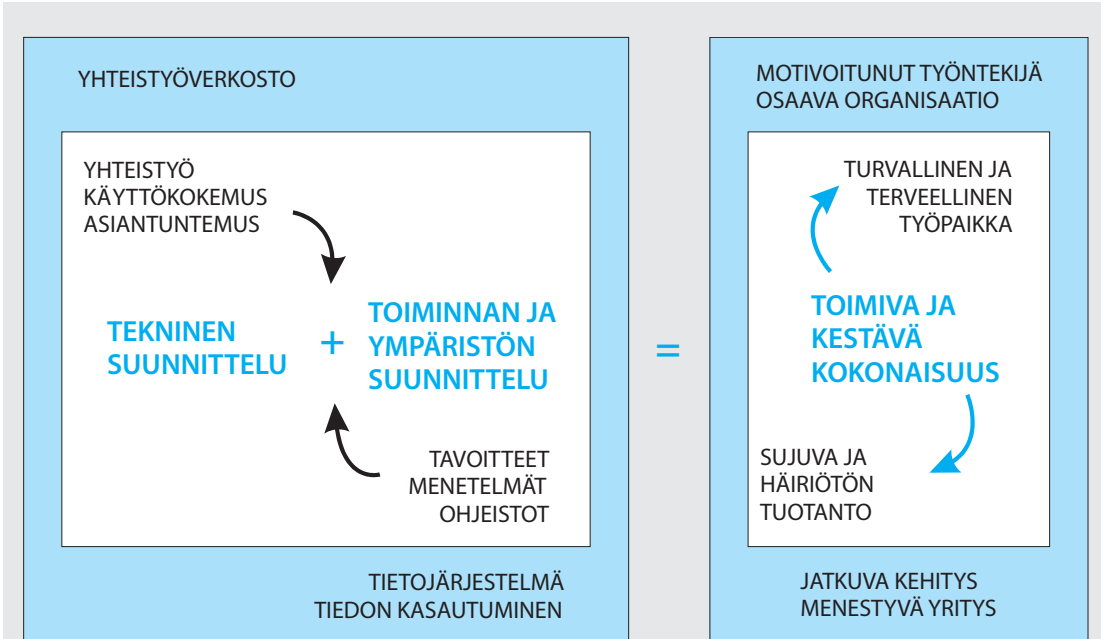 YHTEISTYÖVERKOSTO
YHTEISTYÖ
KÄYTTÖKOKEMUS
ASIANTUNTEMUS
TEKNINEN
SUUNNITTELU
+
TOIMINNAN JA
YMPÄRISTÖN
SUUNNITTELU
TAVOITTEET
MENETELMÄT
OHJEISTOT
TIETOJÄRJESTELMÄ
TIEDON KASAUTUMINEN
=
MOTIVOITUNUT TYÖNTEKIJÄ
OSAAVA ORGANISAATIO
TURVALLINEN JA
TERVEELLINEN
TYÖPAIKKA
TOIMIVA JA
KESTÄVÄ
KOKONAISUUS
SUJUVA JA
HÄIRIÖTÖN
TUOTANTO
JATKUVA KEHITYS
MENESTYVÄ YRITYS